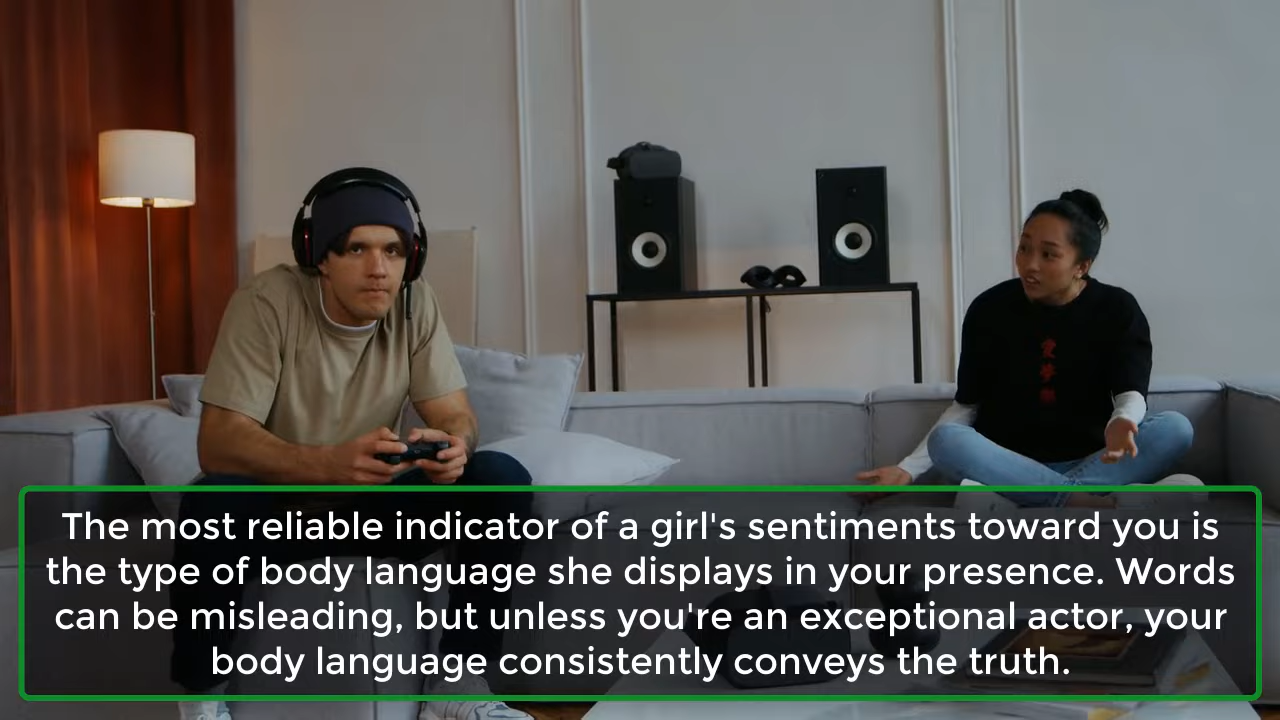 愛
夢
The most reliable indicator of a girl's sentiments toward you is
the type of body language she displays in your presence. Words
can be misleading, but unless you're an exceptional actor, your
body language consistently conveys the truth.